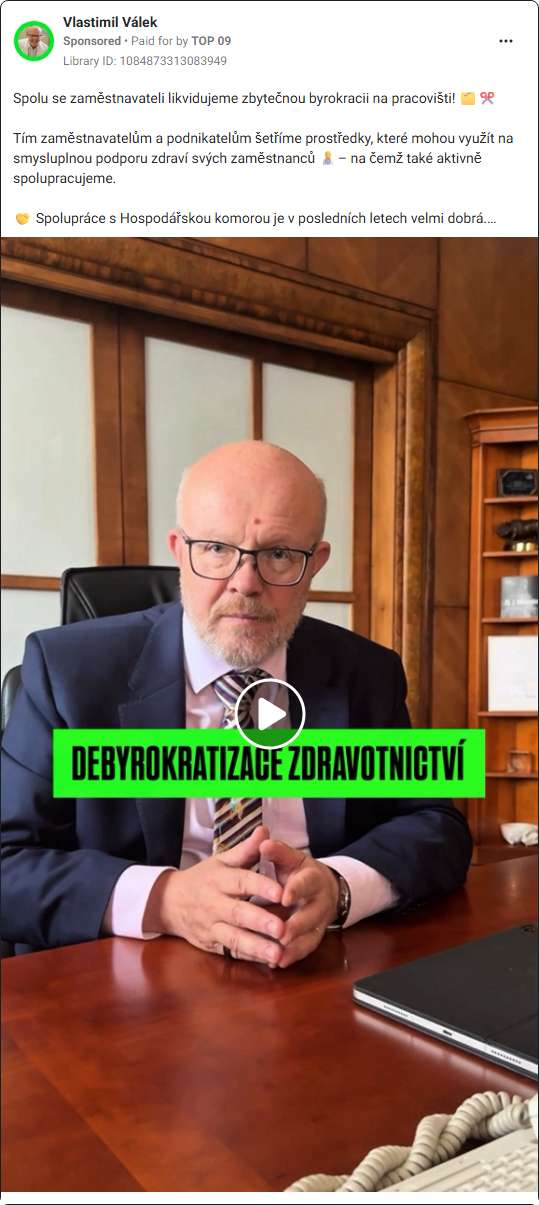 Vlastimil Válek
Sponsored • Paid for by TOP 09
Library ID: 1084873313083949
Spolu se zaměstnavateli likvidujeme zbytečnou byrokracii na pracovišti! 🗂️ ✂️
Tím zaměstnavatelům a podnikatelům šetříme prostředky, které mohou využít na
smysluplnou podporu zdraví svých zaměstnanců – na čemž také aktivně
spolupracujeme.
🤝 Spolupráce s Hospodářskou komorou je v posledních letech velmi dobrá....
DEBYROKRATIZACE ZDRAVOTNICTVÍ